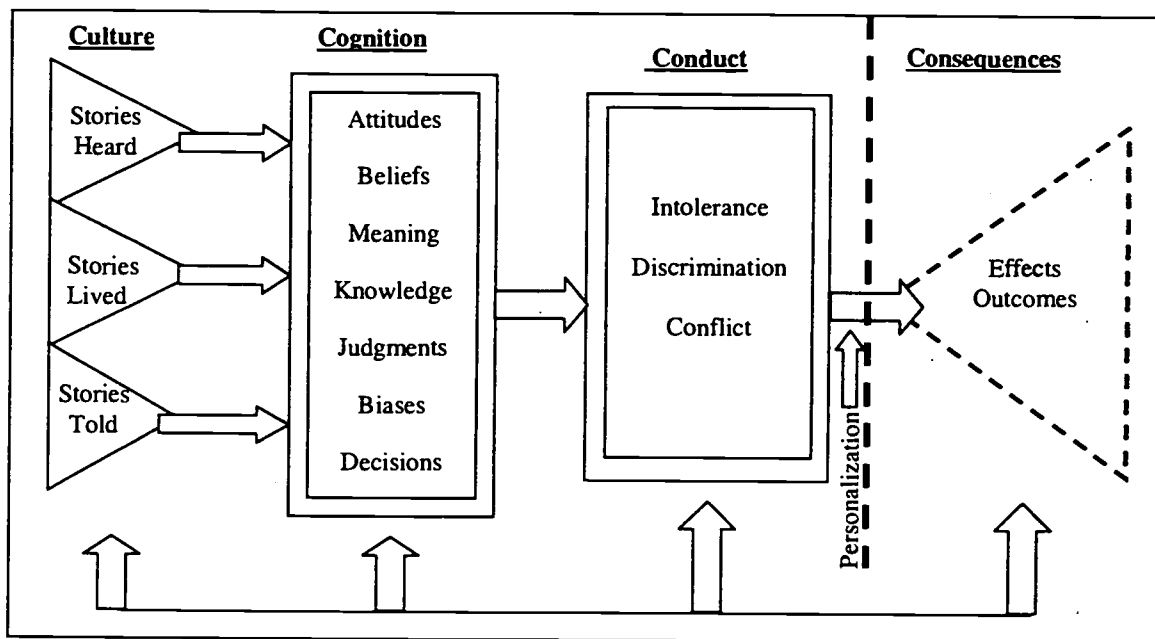 Culture
Cognition
Conduct
Consequences
Stories
Heard
Stories
Lived
Stories
Told
Attitudes
Beliefs
Meaning
Knowledge
Judgments
Biases
Decisions
Intolerance
Discrimination
Conflict
Personalization
Effects
Outcomes